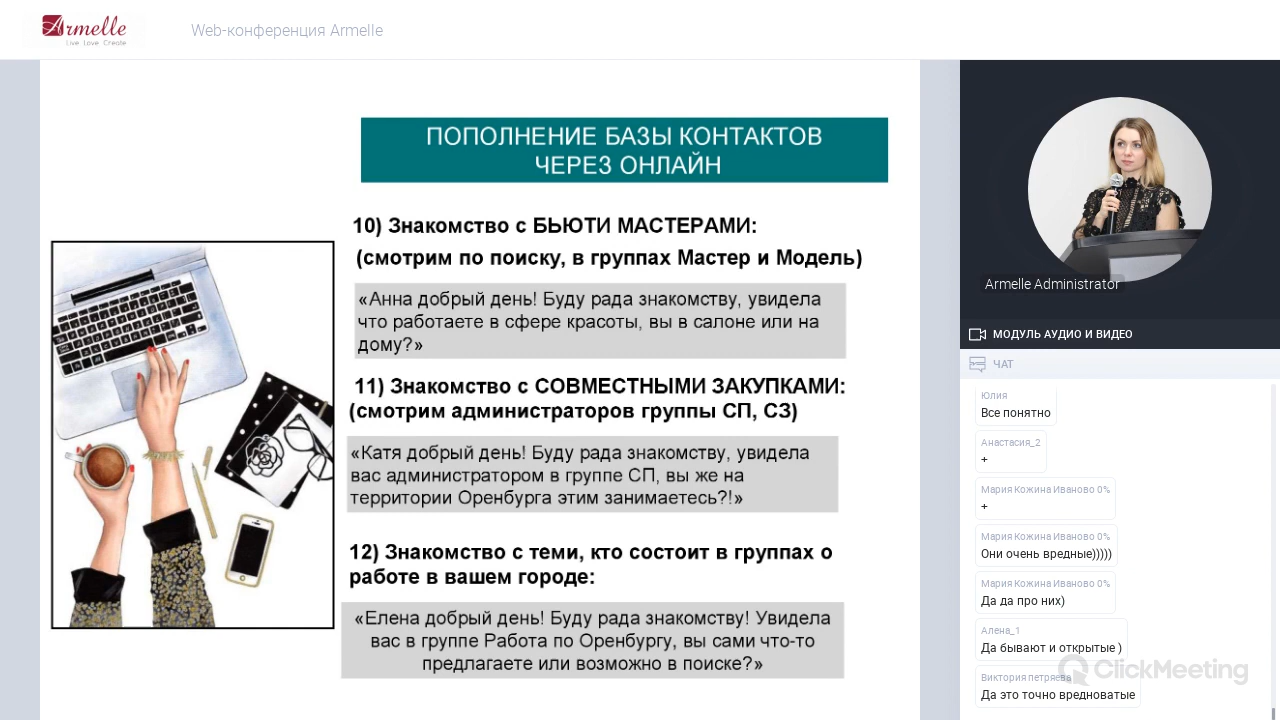 Armelle
Live. Love. Create
Web-конференция Armelle
ПОПОЛНЕНИЕ БАЗЫ КОНТАКТОВ
ЧЕРЕЗ ОНЛАЙН
10) Знакомство с БЬЮТИ МАСТЕРАМИ:
(смотрим по поиску, в группах Мастер и Модель)
«Анна добрый день! Буду рада знакомству, увидела
что работаете в сфере красоты, вы в салоне или на
дому?»
11) Знакомство с СОВМЕСТНЫМИ ЗАКУПКАМИ:
(смотрим администраторов группы СП, СЗ)
«Катя добрый день! Буду рада знакомству, увидела
вас администратором в группе СП, вы же на
территории Оренбурга этим занимаетесь?!»
12) Знакомство с теми, кто состоит в группах о
работе в вашем городе:
«Елена добрый день! Буду рада знакомству! Увидела
вас в группе Работа по Оренбургу, вы сами что-то
предлагаете или возможно в поиске?»
Armelle Administrator
МОДУЛЬ АУДИО И ВИДЕО
ЧАТ
Юлия
Все понятно
Анастасия_2
+
Мария Кожина Иваново 0%
+
Мария Кожина Иваново 0%
Они очень вредные)))))
Мария Кожина Иваново 0%
Да да про них)
Алена_1
Да бывают и открытые )
Виктория петряева
Да это точно вредноватые
ClickMeeting